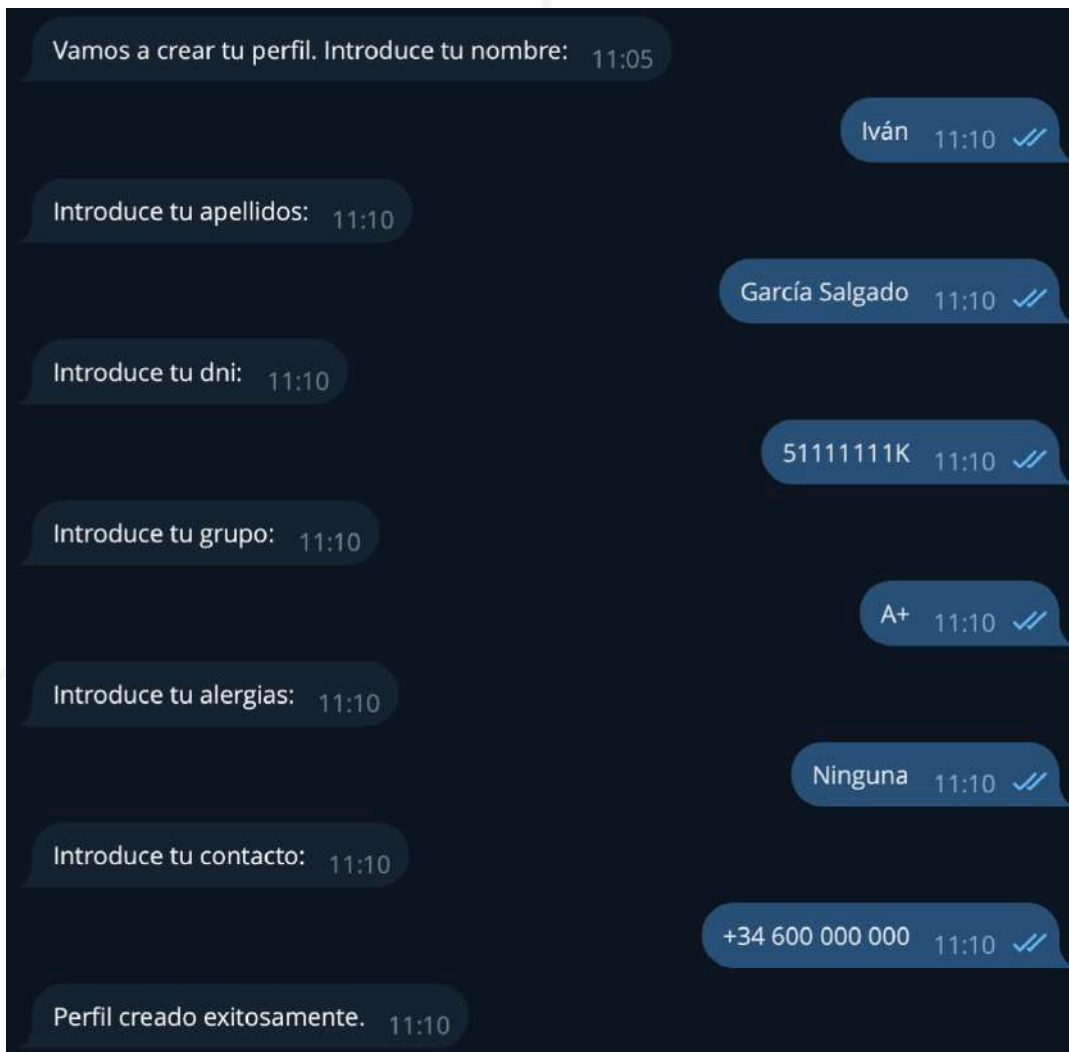 Vamos a crear tu perfil. Introduce tu nombre: 11:05
Iván 11:10
Introduce tu apellidos: 11:10
García Salgado 11:10
Introduce tu dni: 11:10
51111111K 11:10
Introduce tu grupo: 11:10
A+ 11:10
Introduce tu alergias: 11:10
Ninguna 11:10
Introduce tu contacto: 11:10
+34 600 000 000 11:10
Perfil creado exitosamente. 11:10